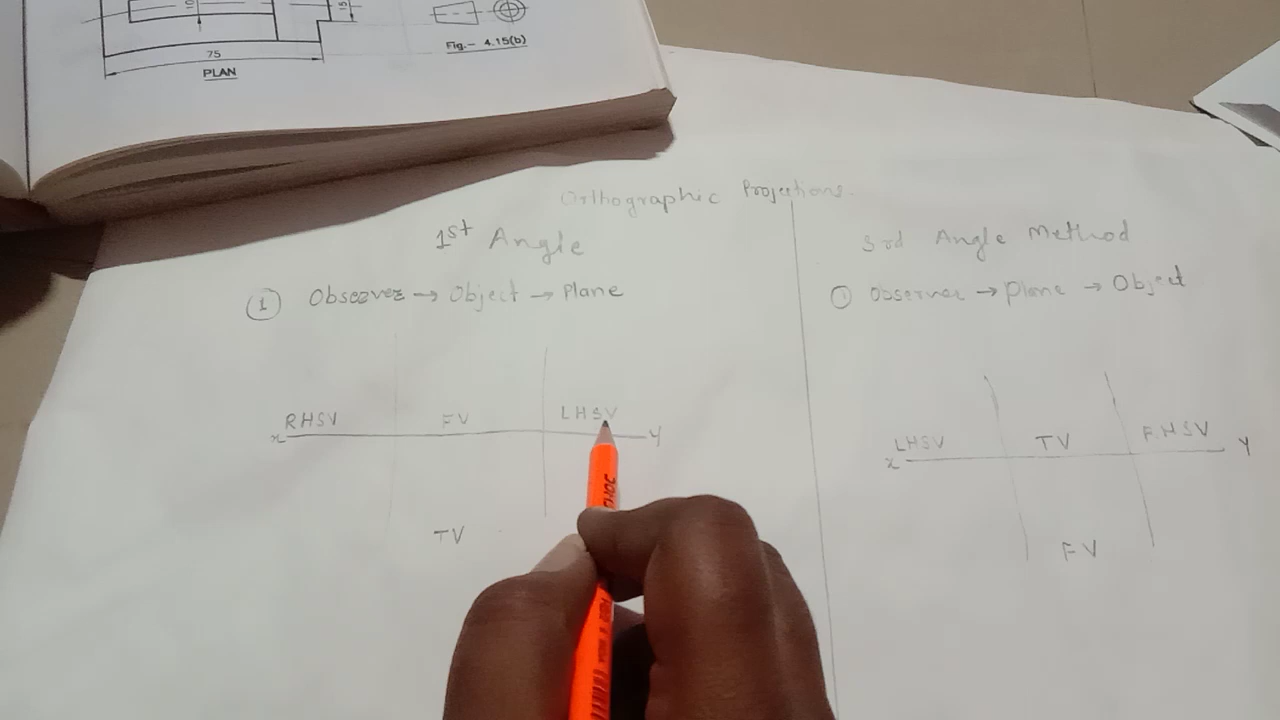 75
PLAN
Fig.- 4.15(b)
Orthographic Projections.
1st Angle
① Observer → Object → Plane
RHSV FV LHSV
x y
TV
3rd Angle Method
① Observer → Plane → Object
LHSV TV R.HSV
x y
FV